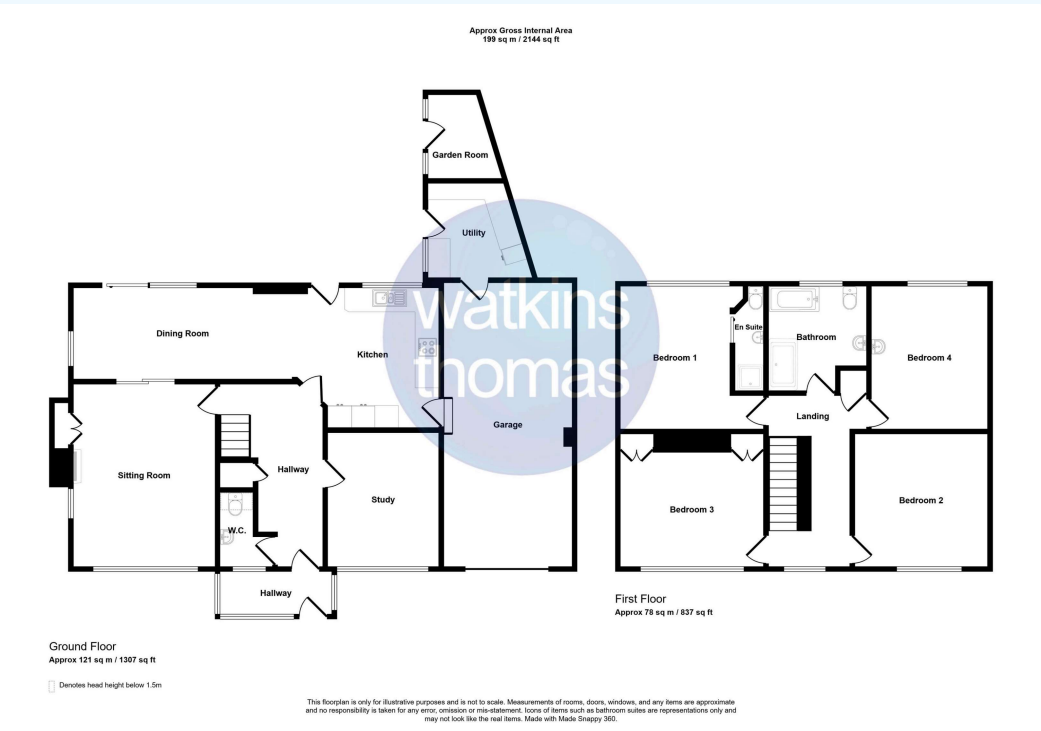 Approx Gross Internal Area
199 sq m / 2144 sq ft
Garden Room
Utility
watkins
thomas
Dining Room
Kitchen
Garage
Sitting Room
Hallway
Study
W.C.
Hallway
Bedroom 1
En Suite
Bathroom
Bedroom 4
Landing
Bedroom 3
Bedroom 2
First Floor
Approx 78 sq m / 837 sq ft
Ground Floor
Approx 121 sq m / 1307 sq ft
Denotes head height below 1.5m
This floorplan is only for illustrative purposes and is not to scale. Measurements of rooms, doors, windows, and any items are approximate
and no responsibility is taken for any error, omission or mis-statement. Icons of items such as bathroom suites are representations only and
may not look like the real items. Made with Made Snappy 360.